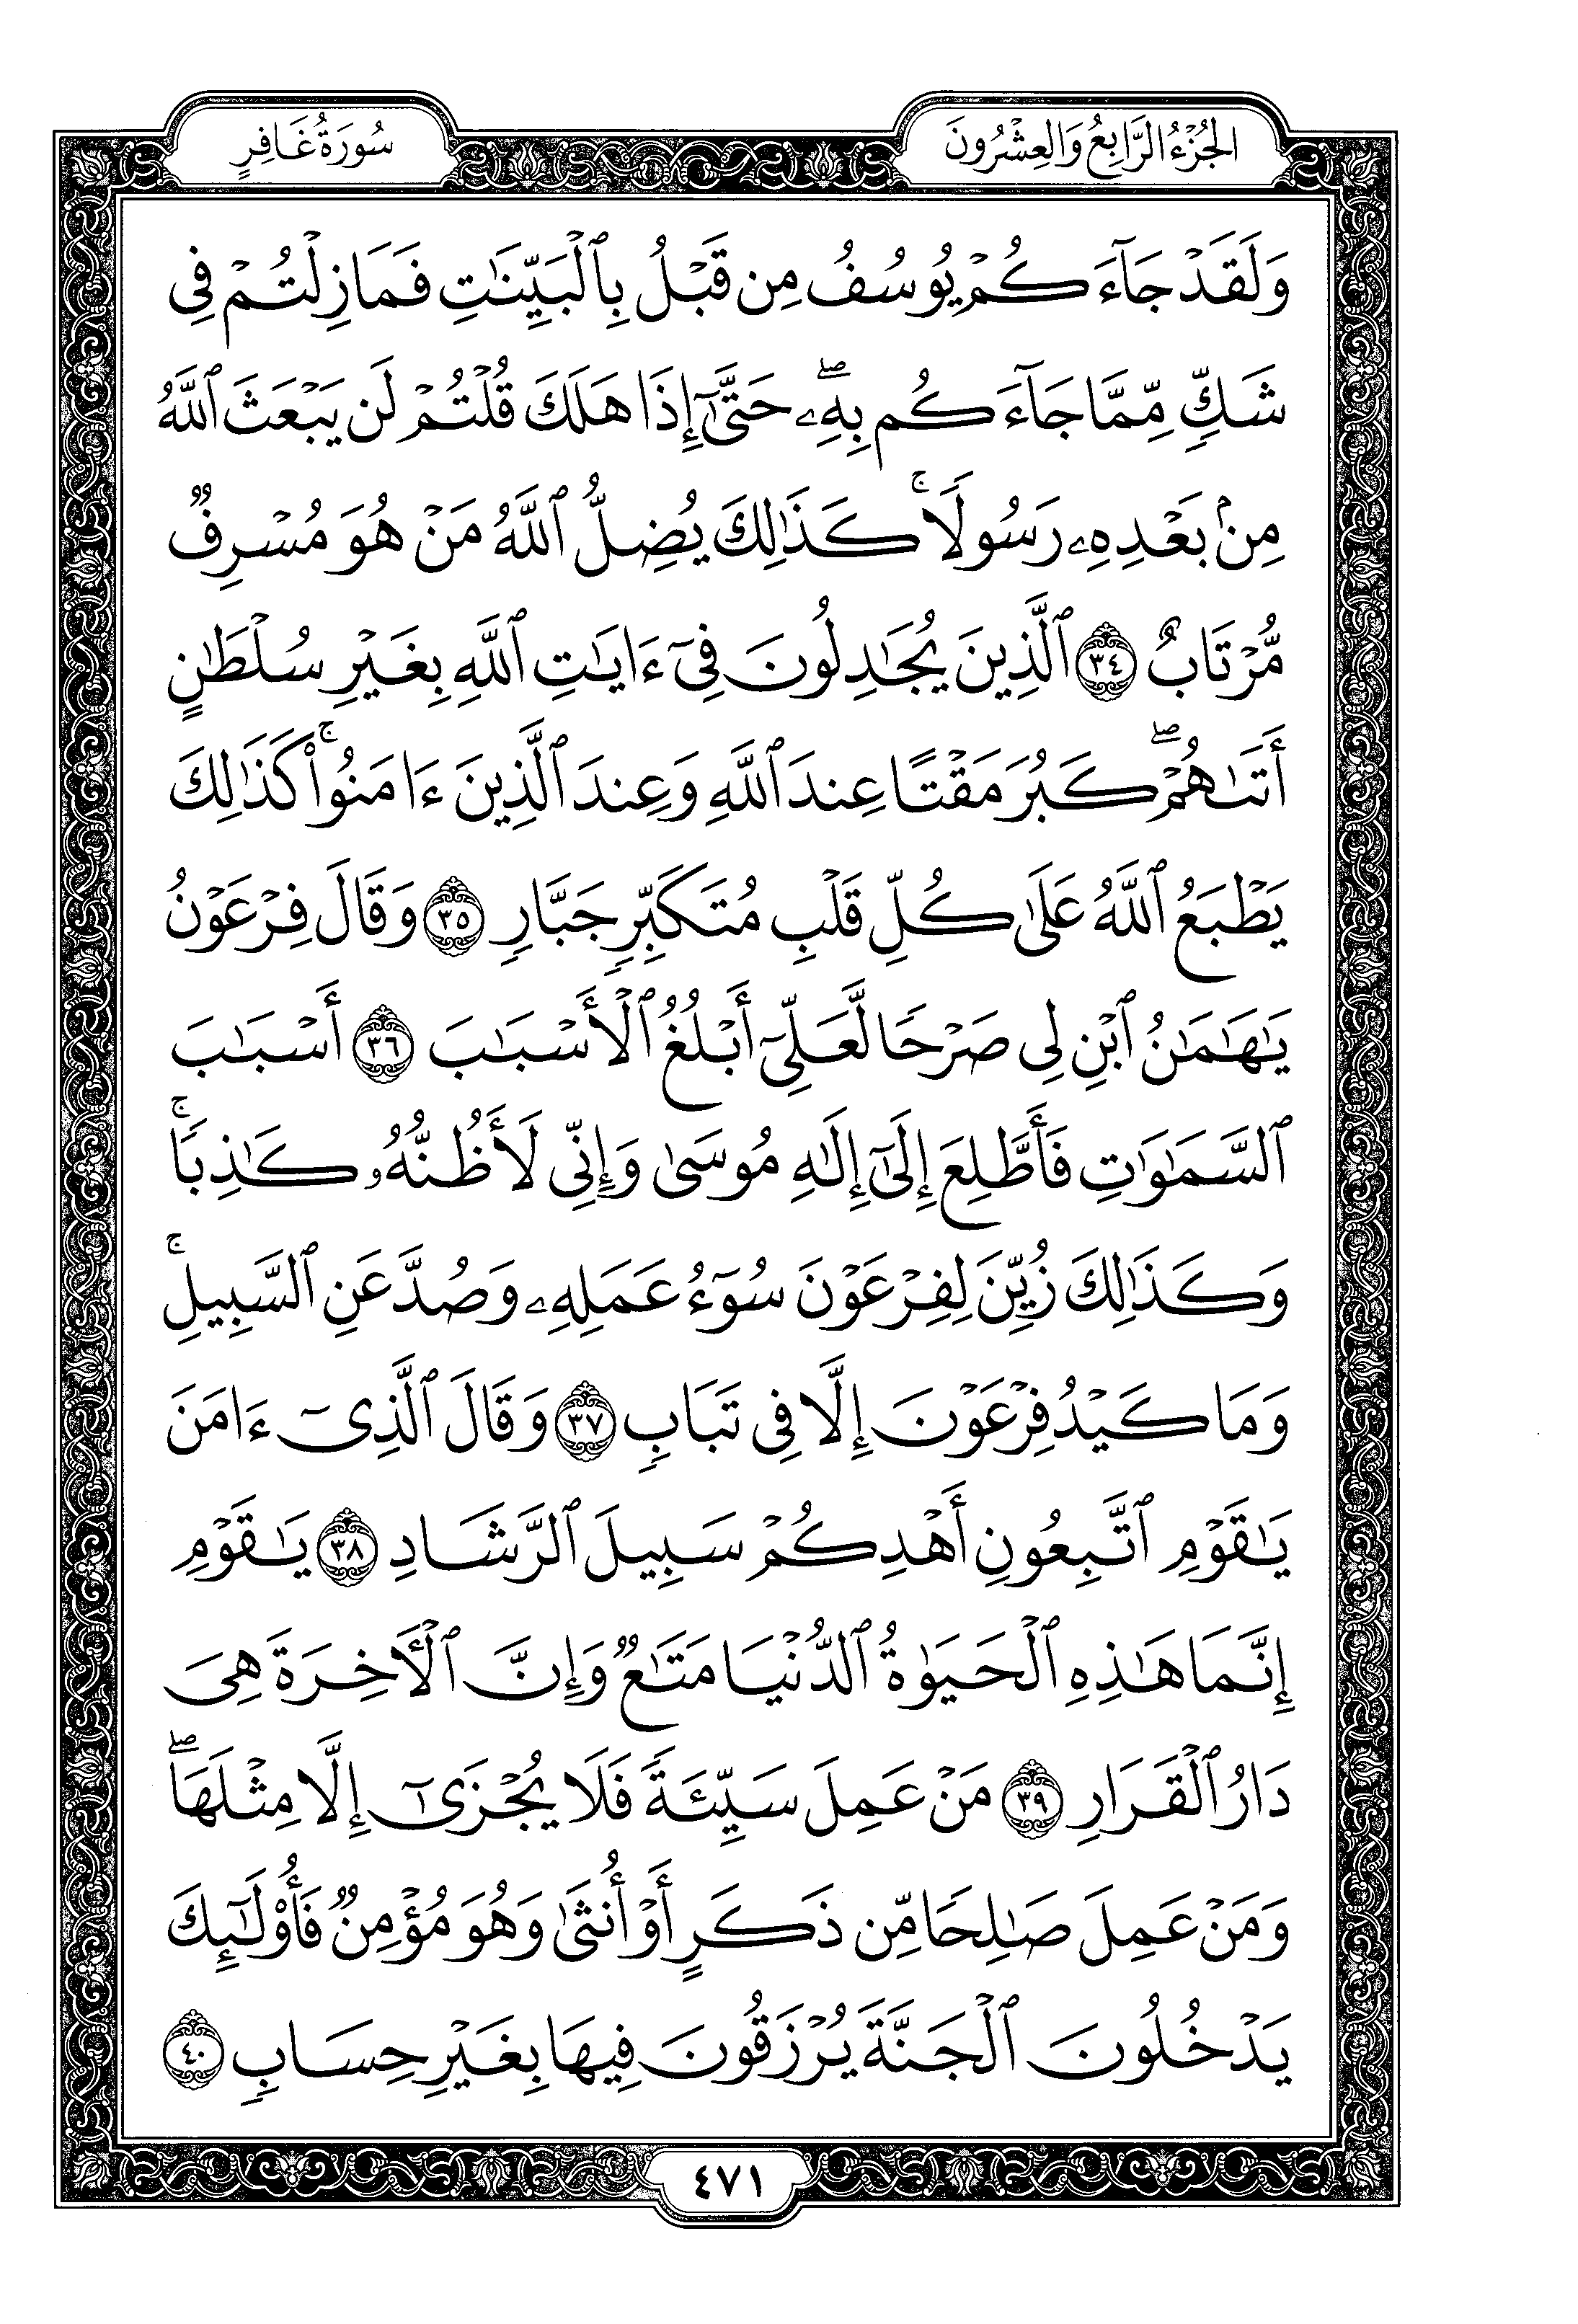 الجُزْءُ الرَّابِعُ وَالعِشْرُونَ
سُورَةُ غَافِرٍ
وَلَقَدْ جَآءَكُمْ يُوسُفُ مِن قَبْلُ بِٱلْبَيِّنَٰتِ فَمَازِلْتُمْ فِى
شَكٍّ مِّمَّا جَآءَكُم بِهِۦۖ حَتَّىٰٓ إِذَا هَلَكَ قُلْتُمْ لَن يَبْعَثَ ٱللَّهُ
مِنۢ بَعْدِهِۦ رَسُولًاۚ كَذَٰلِكَ يُضِلُّ ٱللَّهُ مَنْ هُوَ مُسْرِفٌ
مُّرْتَابٌ ٣٤ ٱلَّذِينَ يُجَٰدِلُونَ فِىٓ ءَايَٰتِ ٱللَّهِ بِغَيْرِ سُلْطَٰنٍ
أَتَىٰهُمْۖ كَبُرَ مَقْتًا عِندَ ٱللَّهِ وَعِندَ ٱلَّذِينَ ءَامَنُوا۟ۚ كَذَٰلِكَ
يَطْبَعُ ٱللَّهُ عَلَىٰ كُلِّ قَلْبِ مُتَكَبِّرٍ جَبَّارٍ ٣٥ وَقَالَ فِرْعَوْنُ
يَٰهَٰمَٰنُ ٱبْنِ لِى صَرْحًا لَّعَلِّىٓ أَبْلُغُ ٱلْأَسْبَٰبَ ٣٦ أَسْبَٰبَ
ٱلسَّمَٰوَٰتِ فَأَطَّلِعَ إِلَىٰٓ إِلَٰهِ مُوسَىٰ وَإِنِّى لَأَظُنُّهُۥ كَٰذِبًاۚ
وَكَذَٰلِكَ زُيِّنَ لِفِرْعَوْنَ سُوٓءُ عَمَلِهِۦ وَصُدَّ عَنِ ٱلسَّبِيلِۚ
وَمَا كَيْدُ فِرْعَوْنَ إِلَّا فِى تَبَابٍ ٣٧ وَقَالَ ٱلَّذِىٓ ءَامَنَ
يَٰقَوْمِ ٱتَّبِعُونِ أَهْدِكُمْ سَبِيلَ ٱلرَّشَادِ ٣٨ يَٰقَوْمِ
إِنَّمَا هَٰذِهِ ٱلْحَيَوٰةُ ٱلدُّنْيَا مَتَٰعٌ وَإِنَّ ٱلْءَاخِرَةَ هِىَ
دَارُ ٱلْقَرَارِ ٣٩ مَنْ عَمِلَ سَيِّئَةً فَلَا يُجْزَىٰٓ إِلَّا مِثْلَهَاۖ
وَمَنْ عَمِلَ صَٰلِحًا مِّن ذَكَرٍ أَوْ أُنثَىٰ وَهُوَ مُؤْمِنٌ فَأُو۟لَٰٓئِكَ
يَدْخُلُونَ ٱلْجَنَّةَ يُرْزَقُونَ فِيهَا بِغَيْرِ حِسَابٍ ٤٠
٤٧١